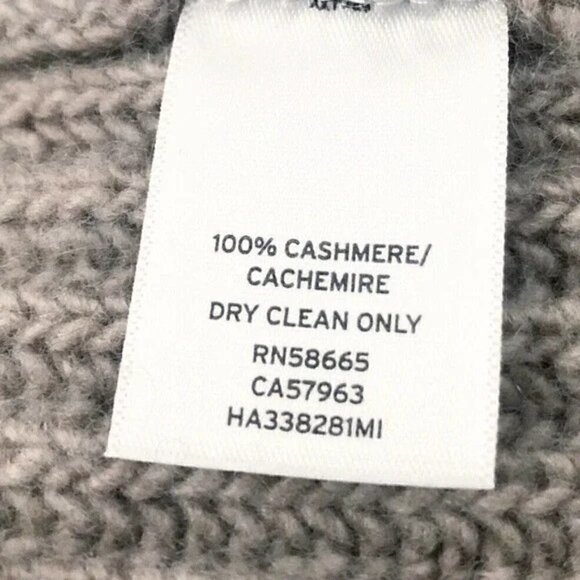 100% CASHMERE/
CACHEMIRE
DRY CLEAN ONLY
RN58665
CA57963
HA338281MI